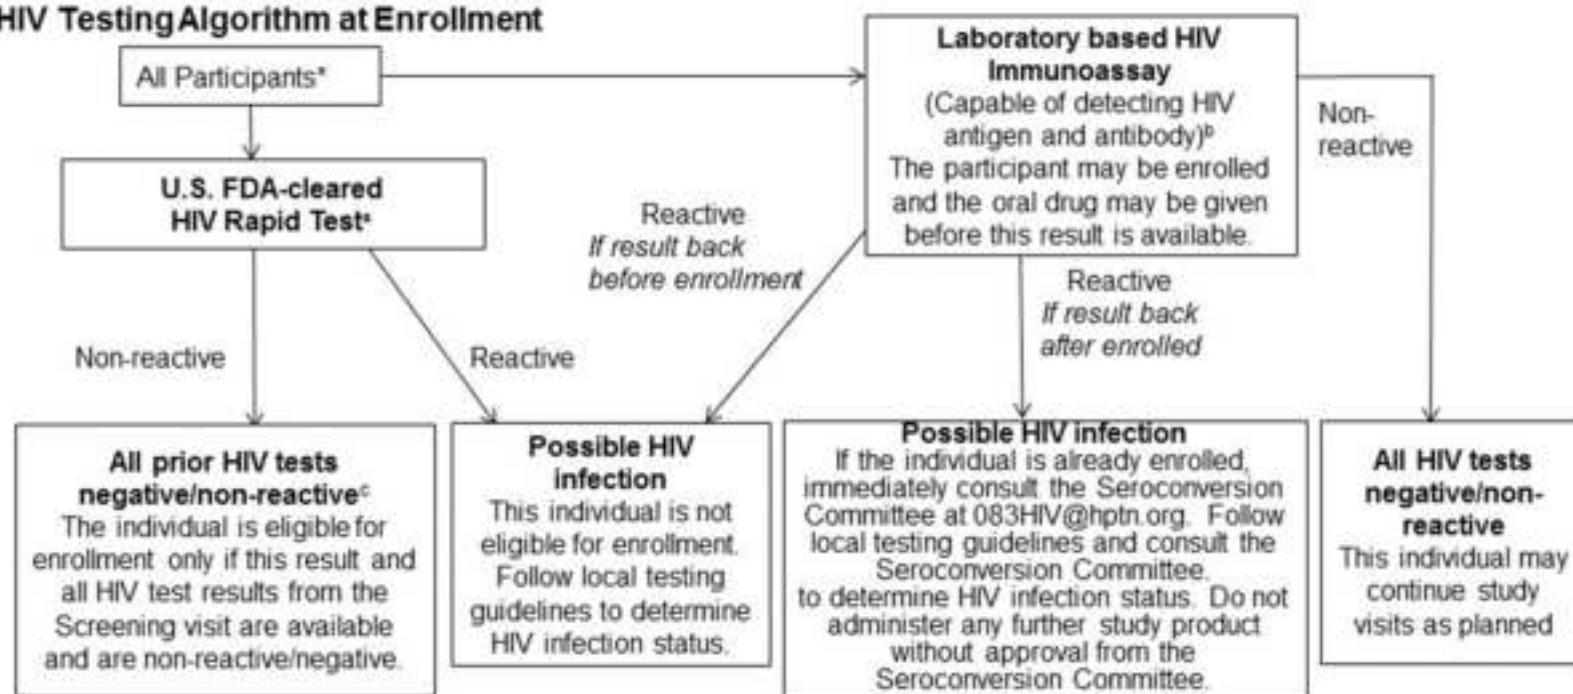 HIV Testing Algorithm at Enrollment
All Participants*
U.S. FDA-cleared
HIV Rapid Testᵃ
Laboratory based HIV
Immunoassay
(Capable of detecting HIV
antigen and antibody)ᵇ
The participant may be enrolled
and the oral drug may be given
before this result is available.
Non-
reactive
Reactive
If result back
before enrollment
Reactive
If result back
after enrolled
Non-reactive
Reactive
All prior HIV tests
negative/non-reactiveᶜ
The individual is eligible for
enrollment only if this result and
all HIV test results from the
Screening visit are available
and are non-reactive/negative.
Possible HIV
infection
This individual is not
eligible for enrollment.
Follow local testing
guidelines to determine
HIV infection status.
Possible HIV infection
If the individual is already enrolled,
immediately consult the Seroconversion
Committee at 083HIV@hptn.org. Follow
local testing guidelines and consult the
Seroconversion Committee.
to determine HIV infection status. Do not
administer any further study product
without approval from the
Seroconversion Committee.
All HIV tests
negative/non-
reactive
This individual may
continue study
visits as planned